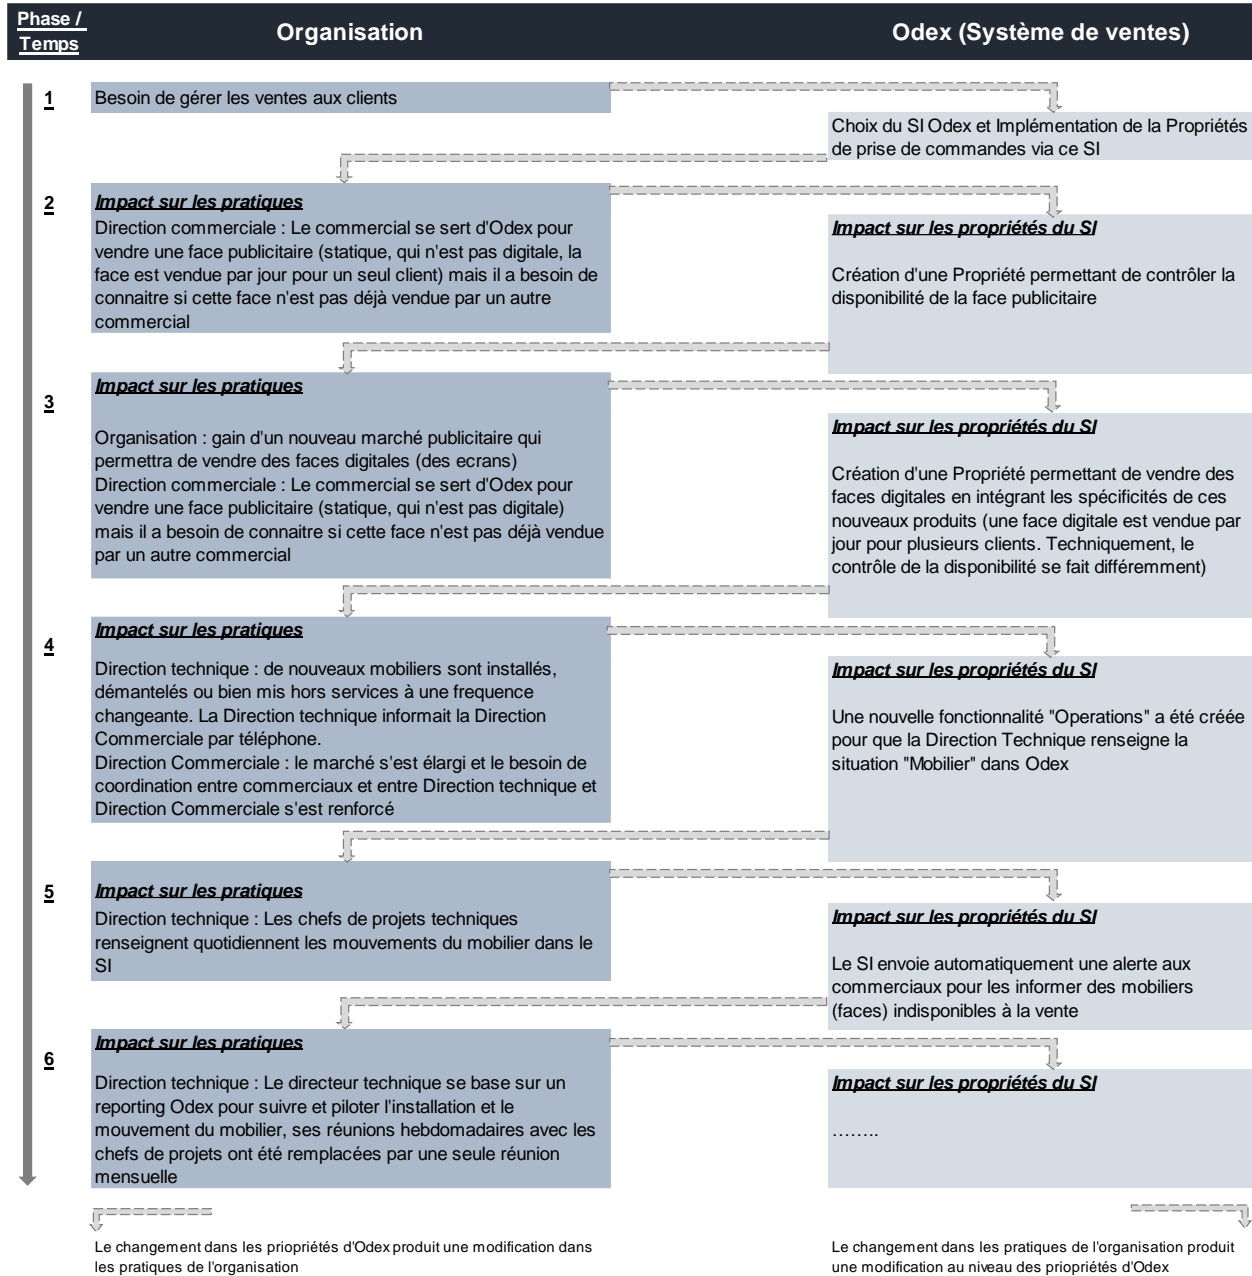 Phase /
Temps
Organisation
Odex (Système de ventes)
1
Besoin de gérer les ventes aux clients
Choix du SI Odex et Implémentation de la Propriétés
de prise de commandes via ce SI
2
Impact sur les pratiques
Direction commerciale : Le commercial se sert d'Odex pour
vendre une face publicitaire (statique, qui n'est pas digitale, la
face est vendue par jour pour un seul client) mais il a besoin de
connaitre si cette face n'est pas déjà vendue par un autre
commercial
Impact sur les propriétés du SI
Création d'une Propriété permettant de contrôler la
disponibilité de la face publicitaire
3
Impact sur les pratiques
Organisation : gain d'un nouveau marché publicitaire qui
permettra de vendre des faces digitales (des ecrans)
Direction commerciale : Le commercial se sert d'Odex pour
vendre une face publicitaire (statique, qui n'est pas digitale)
mais il a besoin de connaitre si cette face n'est pas déjà vendue
par un autre commercial
Impact sur les propriétés du SI
Création d'une Propriété permettant de vendre des
faces digitales en intégrant les spécificités de ces
nouveaux produits (une face digitale est vendue par
jour pour plusieurs clients. Techniquement, le
contrôle de la disponibilité se fait différemment)
4
Impact sur les pratiques
Direction technique : de nouveaux mobiliers sont installés,
démantelés ou bien mis hors services à une frequence
changeante. La Direction technique informait la Direction
Commerciale par téléphone.
Direction Commerciale : le marché s'est élargi et le besoin de
coordination entre commerciaux et entre Direction technique et
Direction Commerciale s'est renforcé
Impact sur les propriétés du SI
Une nouvelle fonctionnalité "Operations" a été créée
pour que la Direction Technique renseigne la
situation "Mobilier" dans Odex
5
Impact sur les pratiques
Direction technique : Les chefs de projets techniques
renseignent quotidiennent les mouvements du mobilier dans le
SI
Impact sur les propriétés du SI
Le SI envoie automatiquement une alerte aux
commerciaux pour les informer des mobiliers
(faces) indisponibles à la vente
6
Impact sur les pratiques
Direction technique : Le directeur technique se base sur un
reporting Odex pour suivre et piloter l'installation et le
mouvement du mobilier, ses réunions hebdomadaires avec les
chefs de projets ont été remplacées par une seule réunion
mensuelle
Impact sur les propriétés du SI
……..
Le changement dans les priopriétés d'Odex produit une modification dans
les pratiques de l'organisation
Le changement dans les pratiques de l'organisation produit
une modification au niveau des priopriétés d'Odex